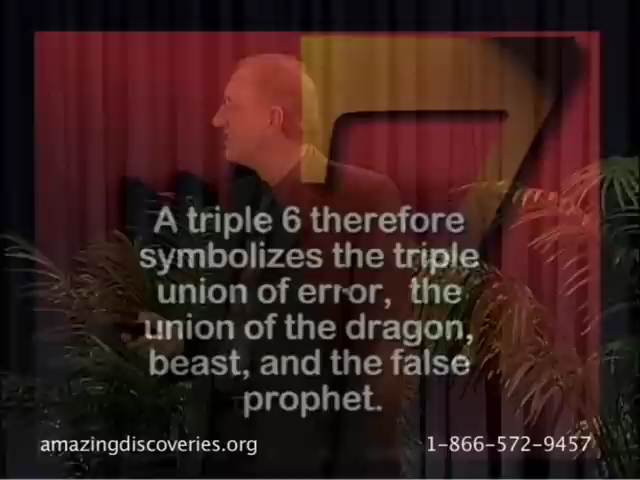 A triple 6 therefore
symbolizes the triple
union of error, the
union of the dragon,
beast, and the false
prophet.
amazingdiscoveries.org 1-866-572-9457